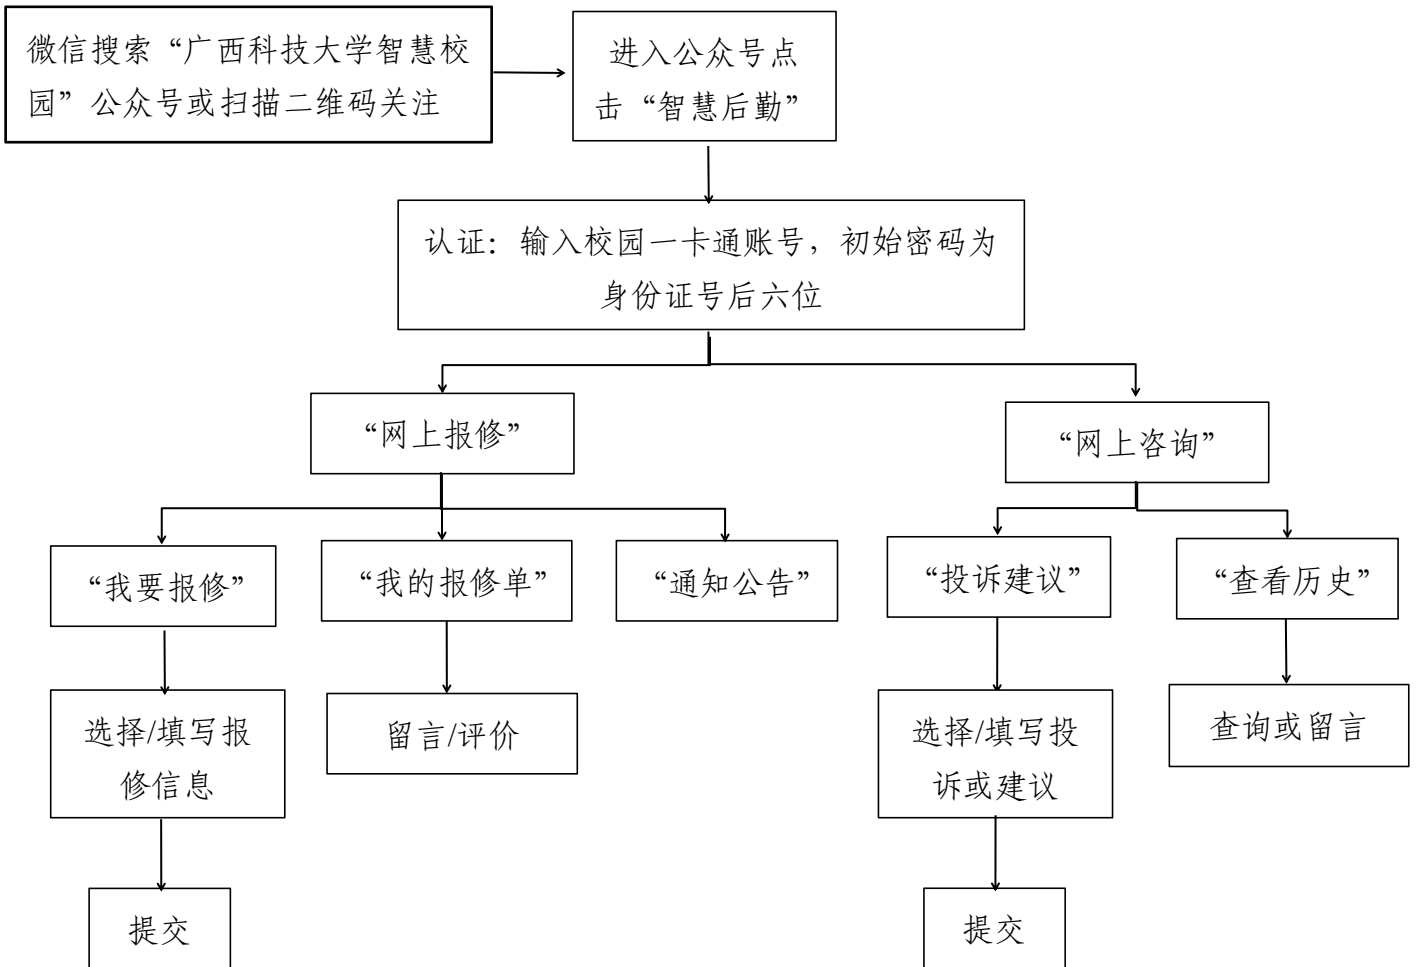 微信搜索“广西科技大学智慧校
园”公众号或扫描二维码关注
进入公众号点
击“智慧后勤”
认证：输入校园一卡通账号，初始密码为
身份证号后六位
“网上报修”
“网上咨询”
“我要报修”
“我的报修单”
“通知公告”
“投诉建议”
“查看历史”
选择/填写报
修信息
留言/评价
选择/填写投
诉或建议
查询或留言
提交
提交